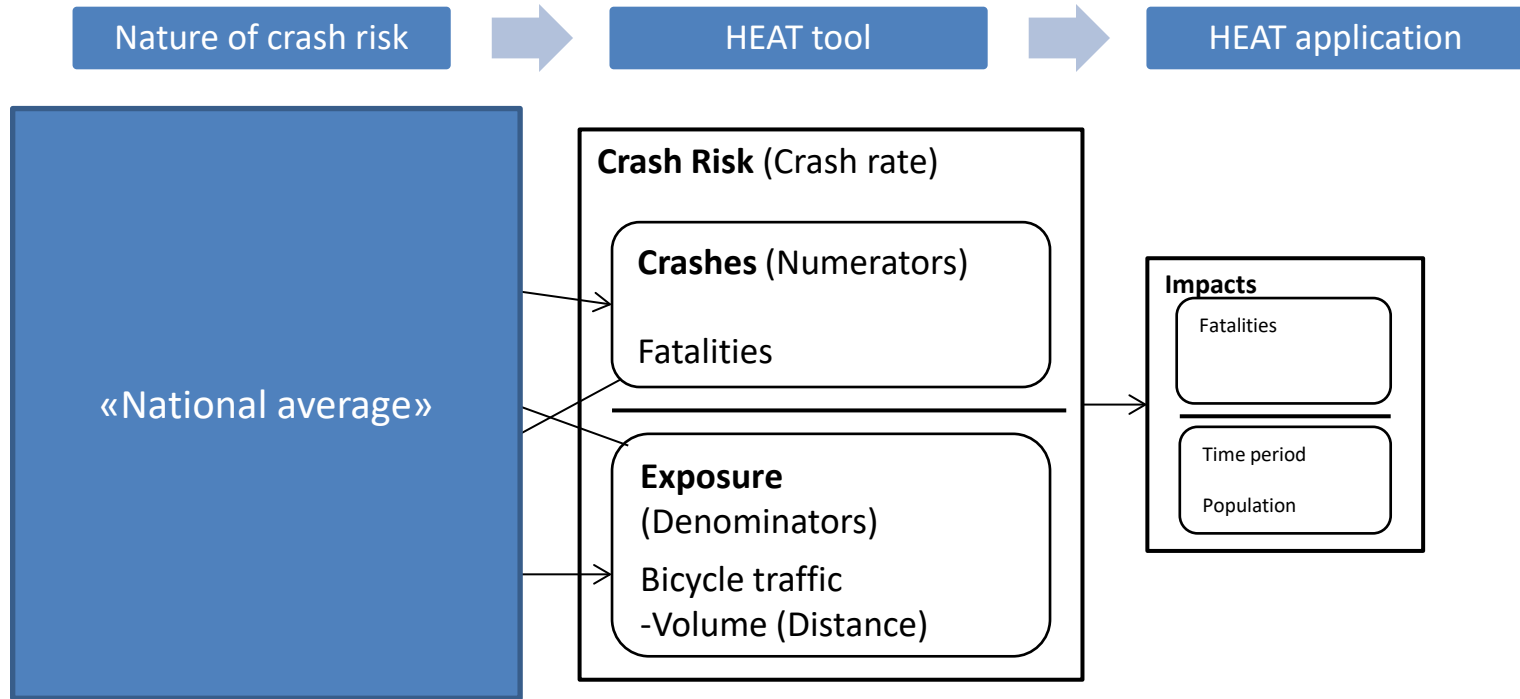 Nature of crash risk
HEAT tool
HEAT application
«National average»
Crash Risk (Crash rate)
Crashes (Numerators)
Fatalities
Exposure
(Denominators)
Bicycle traffic
-Volume (Distance)
Impacts
Fatalities
Time period
Population